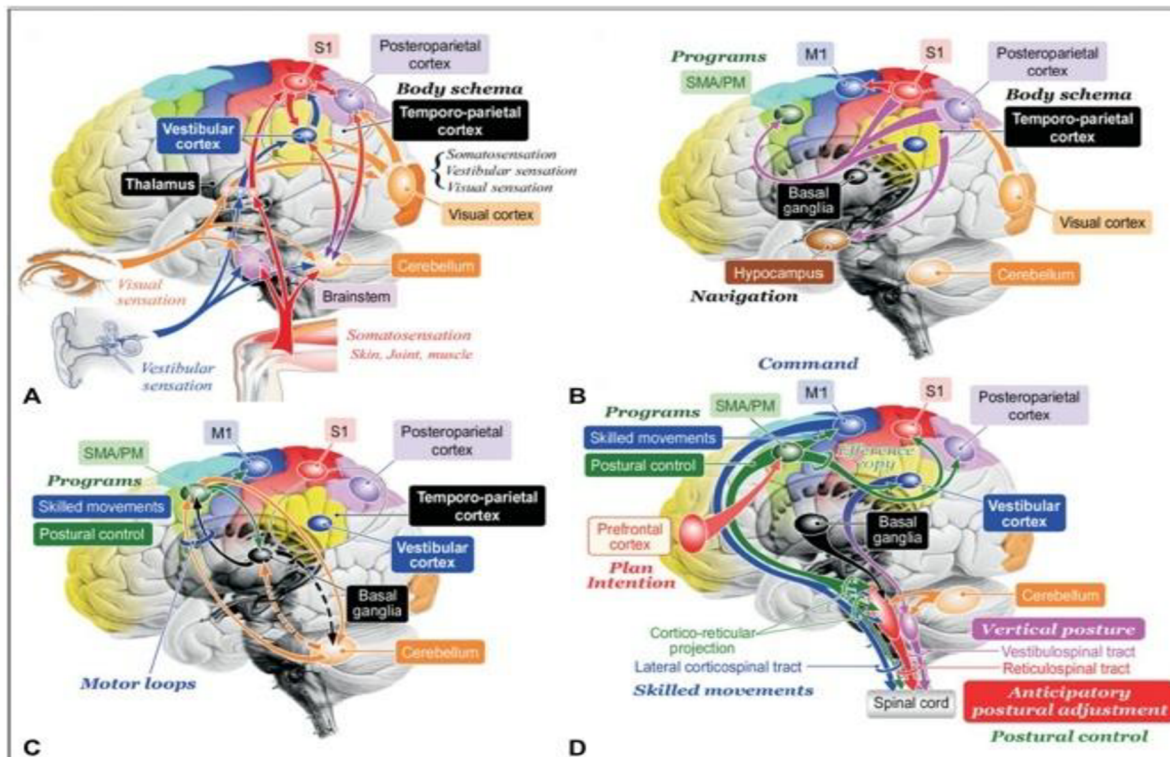 S1
Posteroparietal
cortex
Body schema
Temporo-parietal
cortex
Vestibular
cortex
Somatosensation
Vestibular sensation
Visual sensation
Thalamus
Visual cortex
Cerebellum
Visual
sensation
Brainstem
Somatosensation
Skin, Joint, muscle
Vestibular
sensation
A
Programs
M1
S1
Posteroparietal
cortex
SMA/PM
Body schema
Temporo-parietal
cortex
Basal
ganglia
Visual cortex
Hypocampus
Cerebellum
Navigation
B
M1
S1
Posteroparietal
cortex
SMA/PM
Programs
Skilled movements
Postural control
Temporo-parietal
cortex
Vestibular
cortex
Basal
ganglia
Cerebellum
Motor loops
C
Command
Programs
SMA/PM
M1
S1
Posteroparietal
cortex
Skilled movements
Postural control
Efference
copy
Prefrontal
cortex
Basal
ganglia
Vestibular
cortex
Plan
Intention
Cerebellum
Cortico-reticular
projection
Vertical posture
Vestibulospinal tract
Lateral corticospinal tract
Reticulospinal tract
Skilled movements
Spinal cord
Anticipatory
postural adjustment
Postural control
D